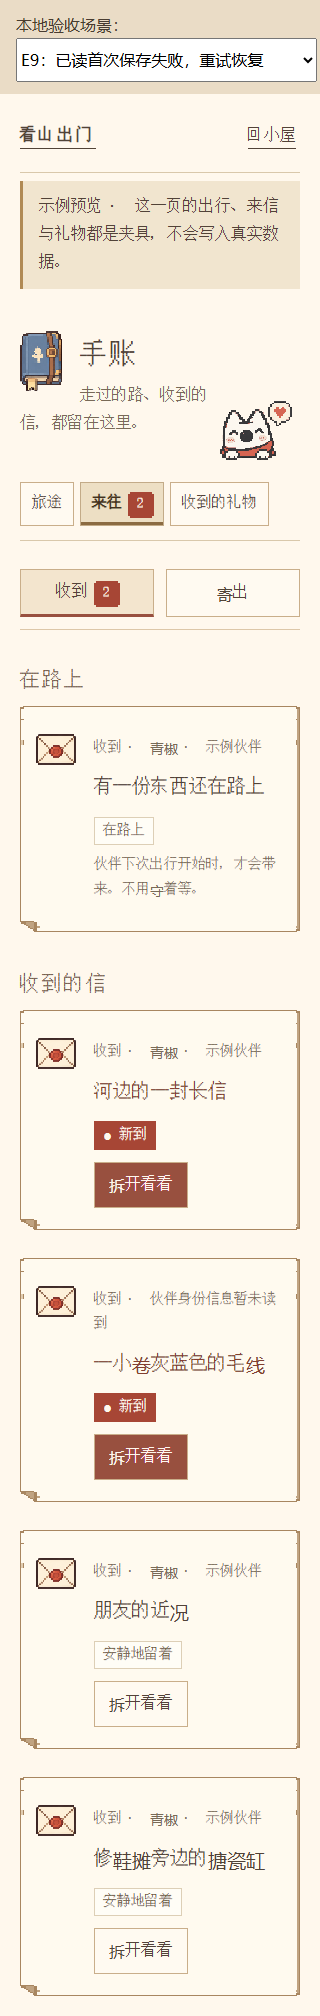 本地验收场景：
E9：已读首次保存失败，重试恢复
看山出门
回小屋
示例预览 · 这一页的出行、来信
与礼物都是夹具，不会写入真实数
据。
手账
走过的路、收到的
信，都留在这里。
旅途
来往 2
收到的礼物
收到 2
寄出
在路上
收到 · 青椒 · 示例伙伴
有一份东西还在路上
在路上
伙伴下次出行开始时，才会带
来。不用守着等。
收到的信
收到 · 青椒 · 示例伙伴
河边的一封长信
新到
拆开看看
收到 · 伙伴身份信息暂未读
到
一小卷灰蓝色的毛线
新到
拆开看看
收到 · 青椒 · 示例伙伴
朋友的近况
安静地留着
拆开看看
收到 · 青椒 · 示例伙伴
修鞋摊旁边的搪瓷缸
安静地留着
拆开看看